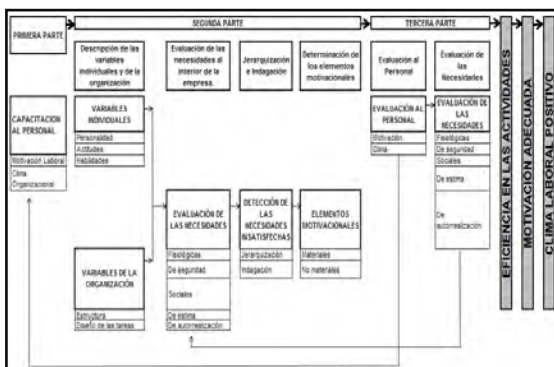 PRIMERA PARTE
SEGUNDA PARTE
TERCERA PARTE
Descripción de las
variables
individuales y de la
organización
Evaluación de las
necesidades al
interior de la
empresa.
Jerarquización
e Indagación
Determinación de
los elementos
motivacionales
Evaluación al
Personal
Evaluación de
las
Necesidades
CAPACITACION
AL PERSONAL
Motivación Laboral
Clima
Organizacional
VARIABLES
INDIVIDUALES
Personalidad
Actitudes
Habilidades
VARIABLES DE LA
ORGANIZACIÓN
Estructura
Diseño de las tareas
EVALUACIÓN DE
LAS NECESIDADES
Fisiológicas
De seguridad
Sociales
De estima
De autorrealización
DETECCIÓN DE
LAS
NECESIDADES
INSATISFECHAS
Jerarquización
Indagación
ELEMENTOS
MOTIVACIONALES
Materiales
No materiales
EVALUACIÓN AL
PERSONAL
Motivación
Clima
EVALUACIÓN DE
LAS
NECESIDADES
Fisiológicas
De seguridad
Sociales
De estima
De
autorrealización
EFICIENCIA EN LAS ACTIVIDADES
MOTIVACIÓN ADECUADA
CLIMA LABORAL POSITIVO